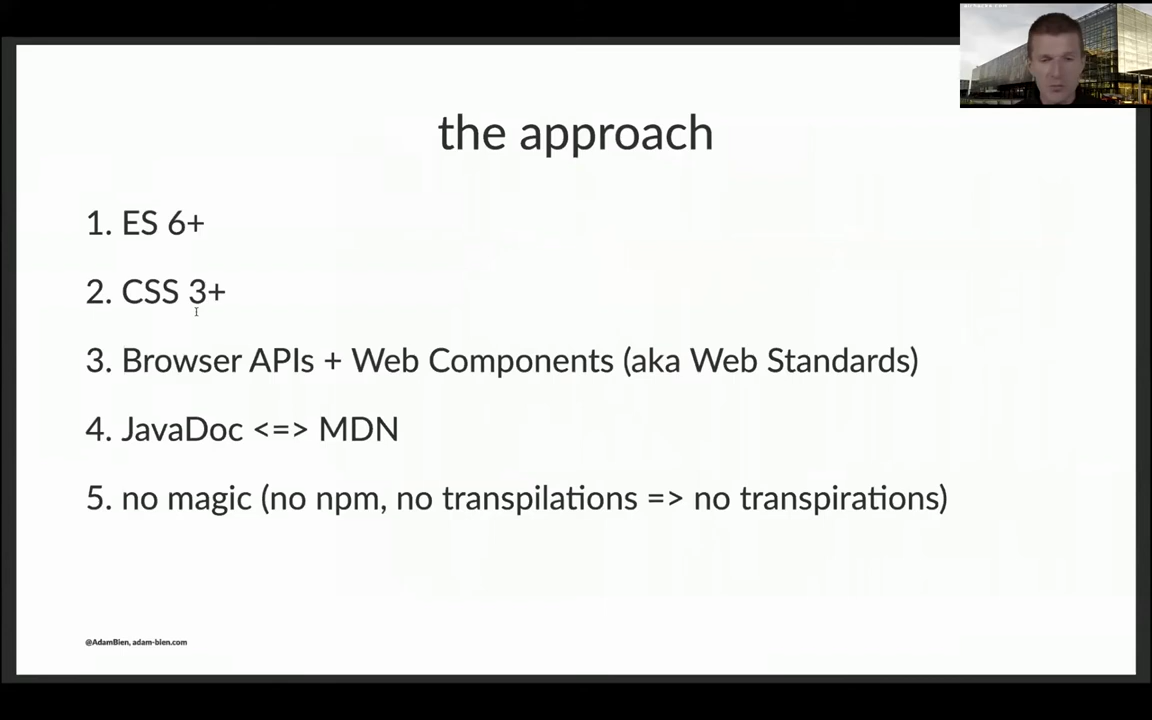 the approach
1. ES 6+
2. CSS 3+
3. Browser APIs + Web Components (aka Web Standards)
4. JavaDoc <=> MDN
5. no magic (no npm, no transpilations => no transpirations)
@AdamBien, adam-bien.com